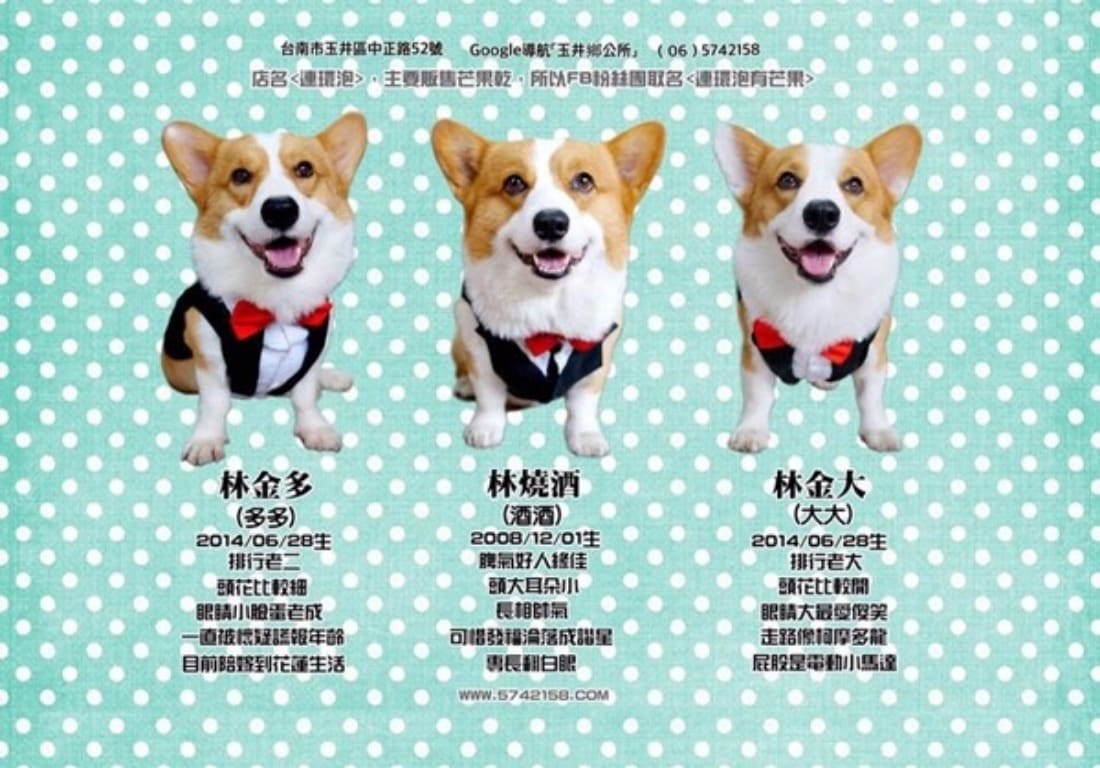 台南市玉井區中正路52號 Google導航「玉井鄉公所」 (06)5742158
店名<連環泡>，主要販售芒果乾，所以FB粉絲團取名<連環泡有芒果>
林金多
(多多)
2014/06/28生
排行老二
頭花比較細
眼睛小臉蛋老成
一直被懷疑謊報年齡
目前陪嫁到花蓮生活
林燒酒
(酒酒)
2008/12/01生
脾氣好人緣佳
頭大耳朵小
長相帥氣
可惜發福淪落成諧星
專長翻白眼
林金大
(大大)
2014/06/28生
排行老大
頭花比較開
眼睛大最愛傻笑
走路像柯摩多龍
屁股是電動小馬達
WWW.5742158.COM